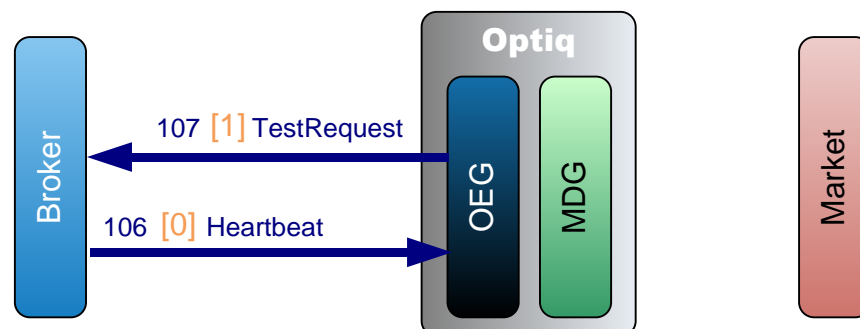 Optiq
Broker
107 [1] TestRequest
106 [0] Heartbeat
OEG
MDG
Market